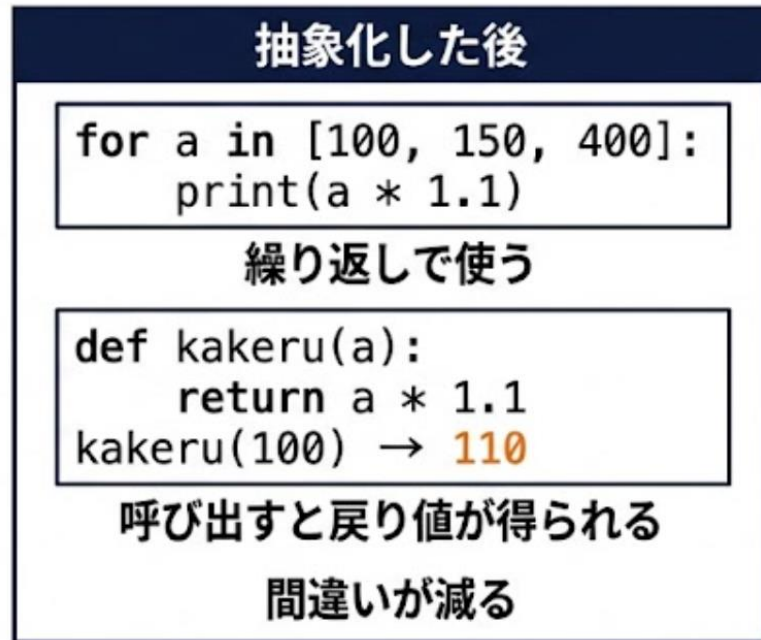 抽象化した後
for a in [100, 150, 400]:
    print(a * 1.1)
繰り返しで使う
def kakeru(a):
    return a * 1.1
kakeru(100) → 110
呼び出すと戻り値が得られる
間違いが減る